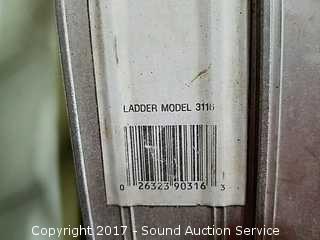 LADDER MODEL 3116
0 26323 90316 3
Copyright 2017 - Sound Auction Service